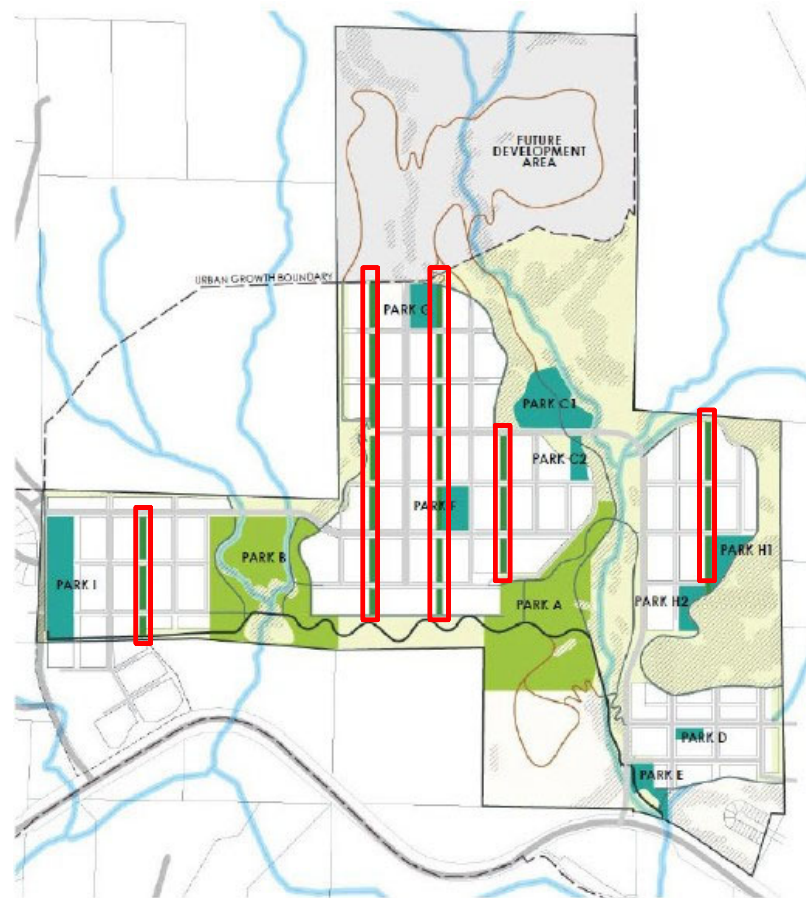 FUTURE
DEVELOPMENT
AREA
URBAN GROWTH BOUNDARY
PARK G
PARK C1
PARK C2
PARK F
PARK B
PARK I
PARK A
PARK H1
PARK H2
PARK D
PARK E